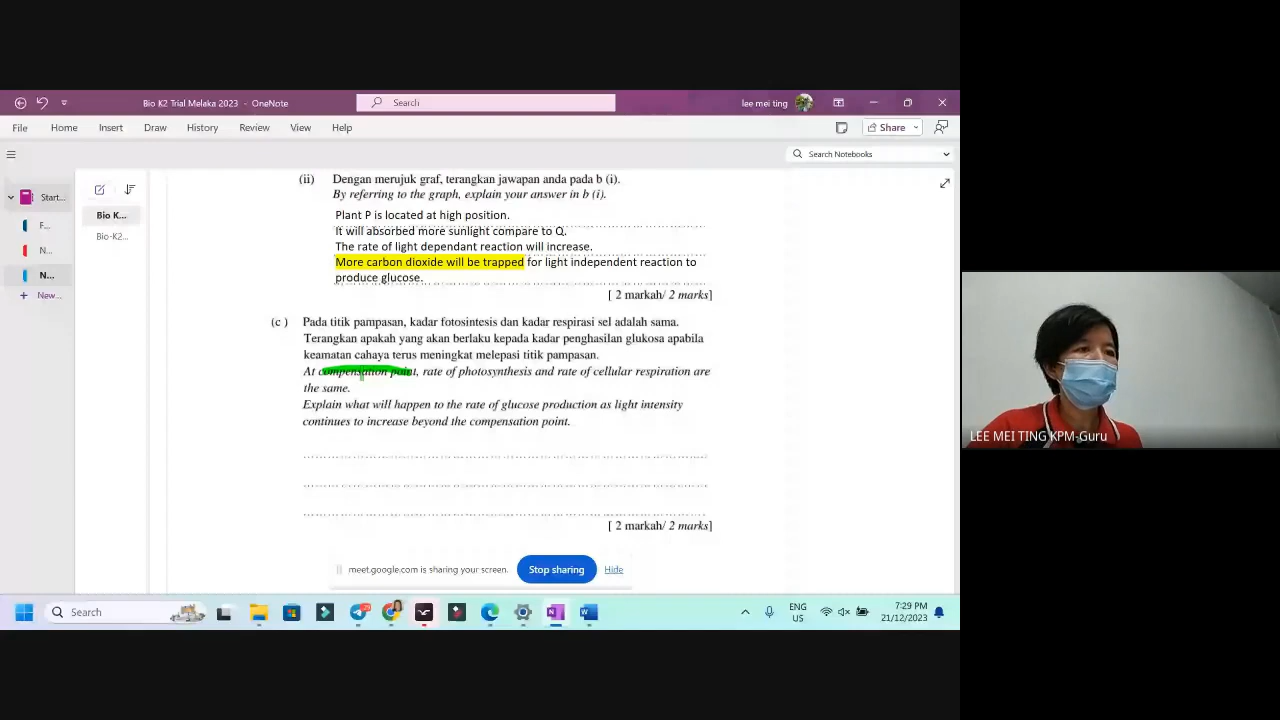 Bio K2 Trial Melaka 2023 - OneNote
Search
lee mei ting
File Home Insert Draw History Review View Help
Share
Search Notebooks
Start...
Bio K...
F...
Bio-K2...
N...
N...
New...
(ii) Dengan merujuk graf, terangkan jawapan anda pada b (i).
By referring to the graph, explain your answer in b (i).
Plant P is located at high position.
It will absorbed more sunlight compare to Q.
The rate of light dependant reaction will increase.
More carbon dioxide will be trapped for light independent reaction to
produce glucose.
[ 2 markah/ 2 marks]
(c ) Pada titik pampasan, kadar fotosintesis dan kadar respirasi sel adalah sama.
Terangkan apakah yang akan berlaku kepada kadar penghasilan glukosa apabila
keamatan cahaya terus meningkat melepasi titik pampasan.
At compensation point, rate of photosynthesis and rate of cellular respiration are
the same.
Explain what will happen to the rate of glucose production as light intensity
continues to increase beyond the compensation point.
[ 2 markah/ 2 marks]
meet.google.com is sharing your screen. Stop sharing Hide
Search
ENG
US
7:29 PM
21/12/2023
LEE MEI TING KPM-Guru